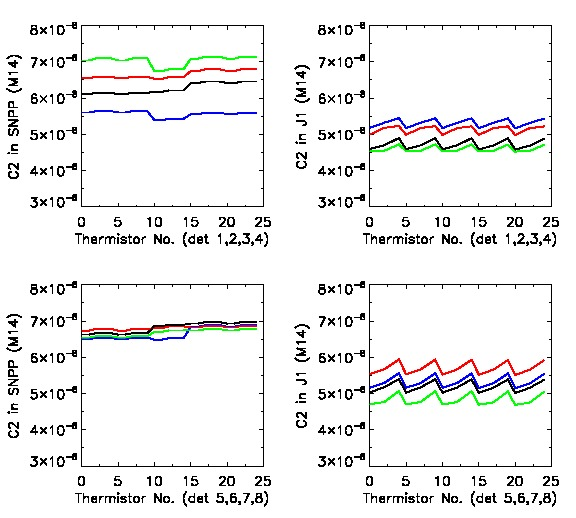 8×10⁻⁸
7×10⁻⁸
6×10⁻⁸
5×10⁻⁸
4×10⁻⁸
3×10⁻⁸
C2 in SNPP (M14)
0 5 10 15 20 25
Thermistor No. (det 1,2,3,4)
8×10⁻⁸
7×10⁻⁸
6×10⁻⁸
5×10⁻⁸
4×10⁻⁸
3×10⁻⁸
C2 in J1 (M14)
0 5 10 15 20 25
Thermistor No. (det 1,2,3,4)
8×10⁻⁸
7×10⁻⁸
6×10⁻⁸
5×10⁻⁸
4×10⁻⁸
3×10⁻⁸
C2 in SNPP (M14)
0 5 10 15 20 25
Thermistor No. (det 5,6,7,8)
8×10⁻⁸
7×10⁻⁸
6×10⁻⁸
5×10⁻⁸
4×10⁻⁸
3×10⁻⁸
C2 in J1 (M14)
0 5 10 15 20 25
Thermistor No. (det 5,6,7,8)